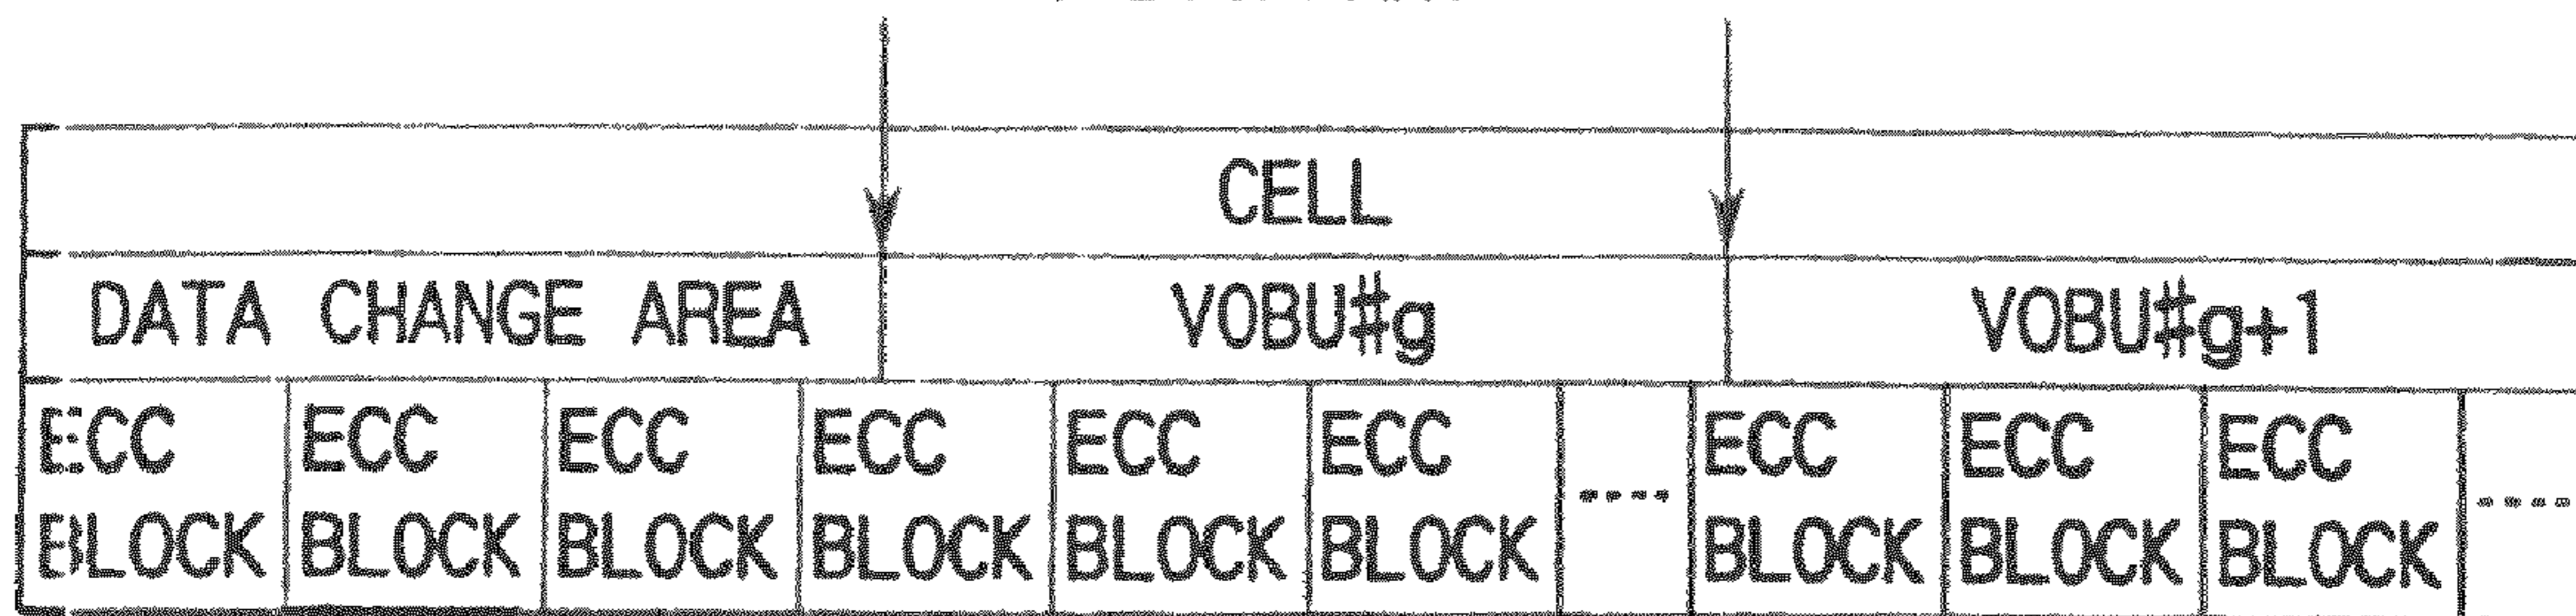 CELL
DATA CHANGE AREA VOBU#g VOBU#g+1
ECC ECC ECC ECC ECC ECC ECC ECC ECC
BLOCK BLOCK BLOCK BLOCK BLOCK BLOCK ---- BLOCK BLOCK BLOCK ----